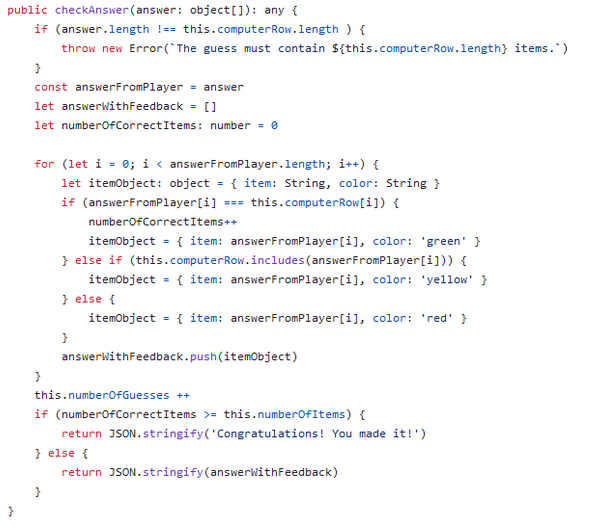 public checkAnswer(answer: object[]): any {
    if (answer.length !== this.computerRow.length ) {
        throw new Error(`The guess must contain ${this.computerRow.length} items.`)
    }
    const answerFromPlayer = answer
    let answerWithFeedback = []
    let numberOfCorrectItems: number = 0

    for (let i = 0; i < answerFromPlayer.length; i++) {
        let itemObject: object = { item: String, color: String }
        if (answerFromPlayer[i] === this.computerRow[i]) {
            numberOfCorrectItems++
            itemObject = { item: answerFromPlayer[i], color: 'green' }
        } else if (this.computerRow.includes(answerFromPlayer[i])) {
            itemObject = { item: answerFromPlayer[i], color: 'yellow' }
        } else {
            itemObject = { item: answerFromPlayer[i], color: 'red' }
        }
        answerWithFeedback.push(itemObject)
    }
    this.numberOfGuesses ++
    if (numberOfCorrectItems >= this.numberOfItems) {
        return JSON.stringify('Congratulations! You made it!')
    } else {
        return JSON.stringify(answerWithFeedback)
    }
}